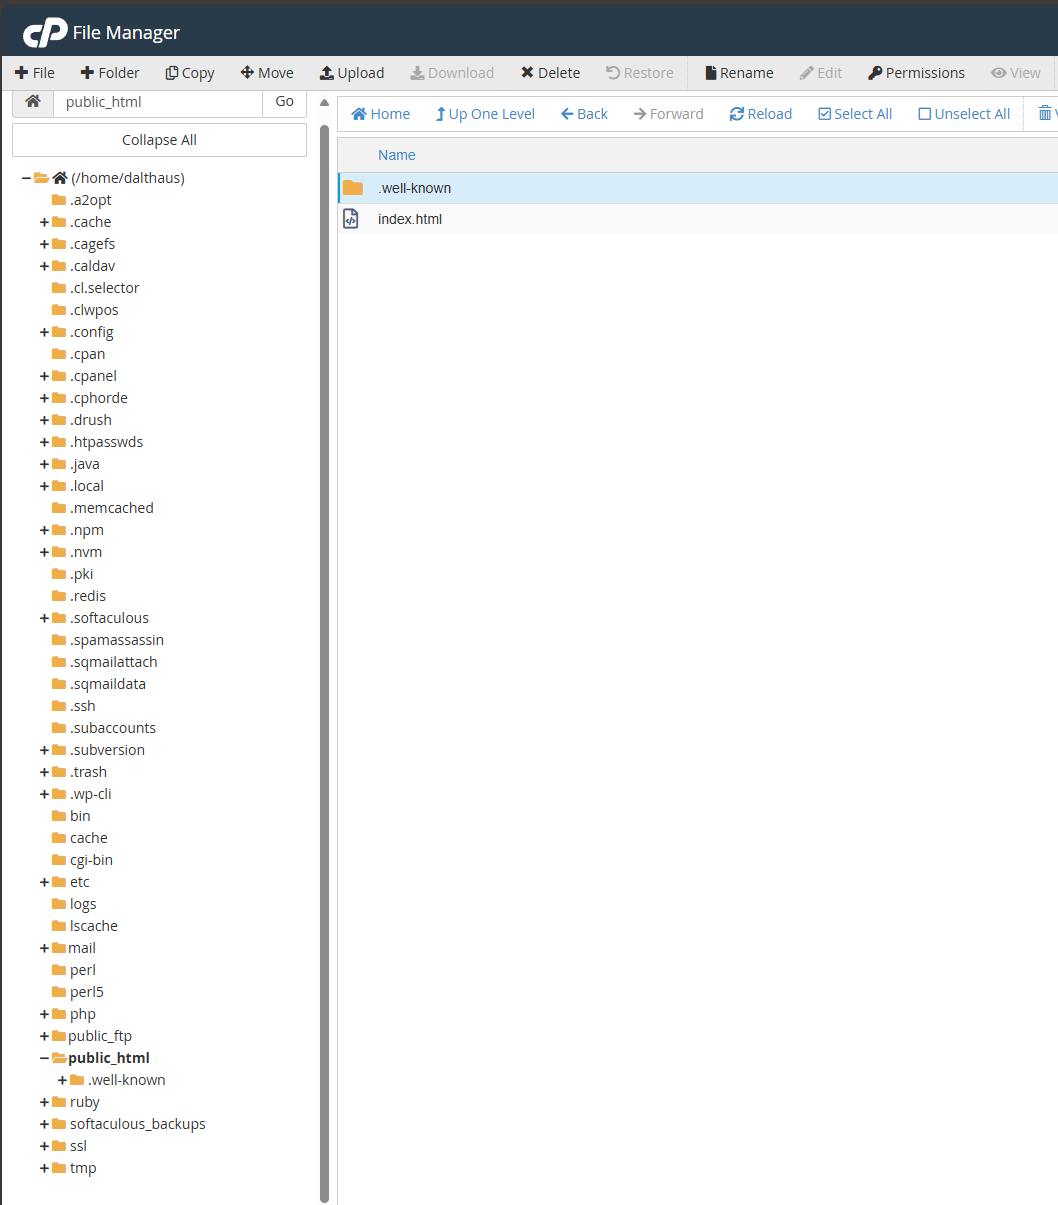 cP File Manager
File Folder Copy Move Upload Download Delete Restore Rename Edit Permissions View
public_html Go
Collapse All
(/home/dalthaus)
.a2opt
.cache
.cagefs
.caldav
.cl.selector
.clwpos
.config
.cpan
.cpanel
.cphorde
.drush
.htpasswds
.java
.local
.memcached
.npm
.nvm
.pki
.redis
.softaculous
.spamassassin
.sqmailattach
.sqmaildata
.ssh
.subaccounts
.subversion
.trash
.wp-cli
bin
cache
cgi-bin
etc
logs
lscache
mail
perl
perl5
php
public_ftp
public_html
.well-known
ruby
softaculous_backups
ssl
tmp
Home Up One Level Back Forward Reload Select All Unselect All
Name
.well-known
index.html